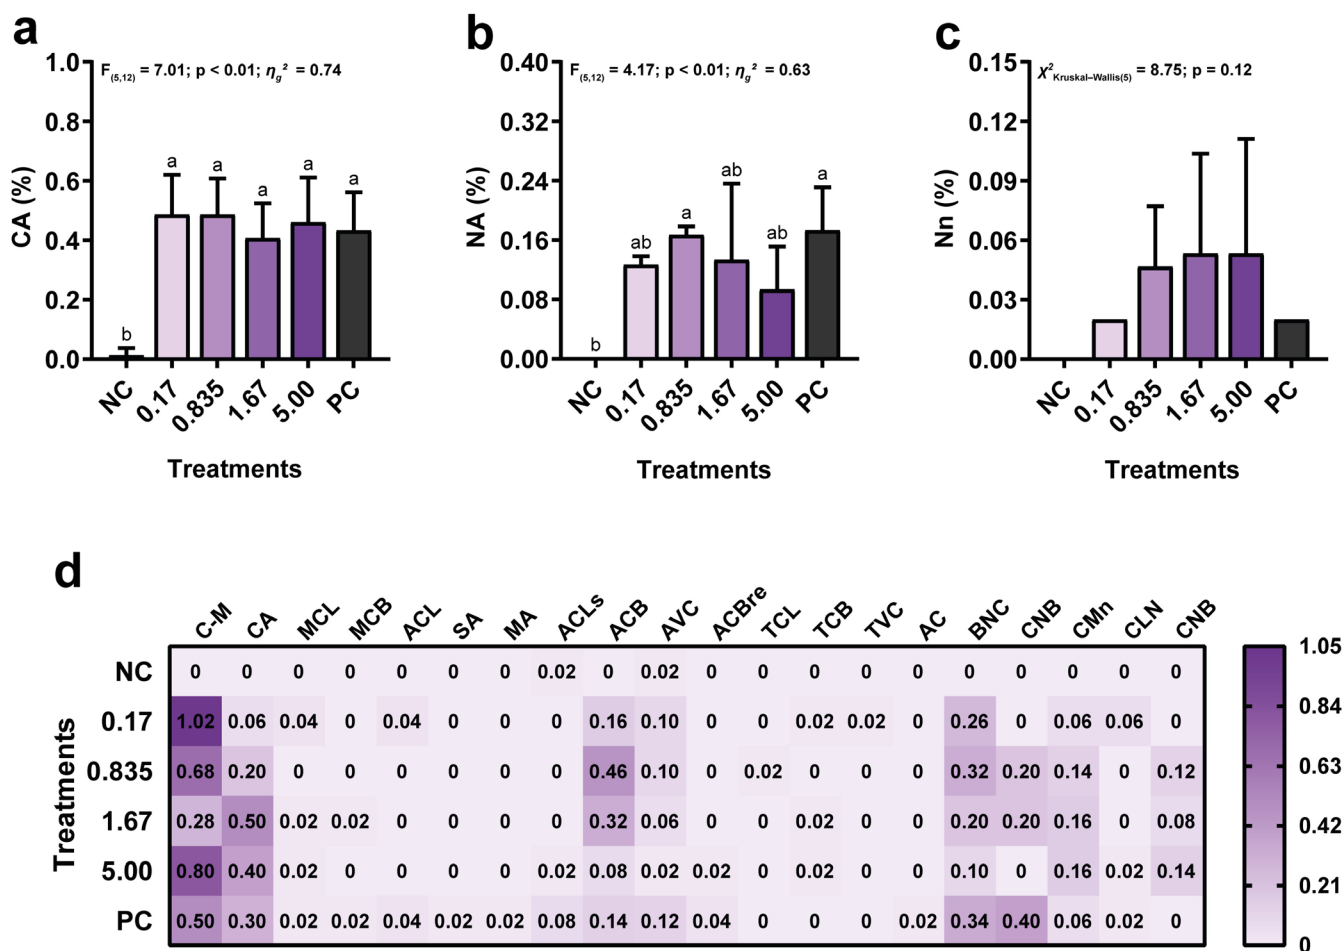 a
F(5,12) = 7.01; p < 0.01; ηg² = 0.74
CA (%)
1.0
0.8
0.6
0.4
0.2
0.0
b a a a a a
NC 0.17 0.835 1.67 5.00 PC
Treatments
b
F(5,12) = 4.17; p < 0.01; ηg² = 0.63
NA (%)
0.40
0.32
0.24
0.16
0.08
0.00
b ab a ab ab a
NC 0.17 0.835 1.67 5.00 PC
Treatments
c
χ²Kruskal–Wallis(5) = 8.75; p = 0.12
Nn (%)
0.15
0.12
0.09
0.06
0.03
0.00
NC 0.17 0.835 1.67 5.00 PC
Treatments
d
C-M CA MCL MCB ACL SA MA ACLs ACB AVC ACBre TCL TCB TVC AC BNC CNB CMn CLN CNB
Treatments
NC 0 0 0 0 0 0 0 0.02 0 0.02 0 0 0 0 0 0 0 0 0 0
0.17 1.02 0.06 0.04 0 0.04 0 0 0 0.16 0.10 0 0 0.02 0.02 0 0.26 0 0.06 0.06 0
0.835 0.68 0.20 0 0 0 0 0 0 0.46 0.10 0 0.02 0 0 0 0.32 0.20 0.14 0 0.12
1.67 0.28 0.50 0.02 0.02 0 0 0 0 0.32 0.06 0 0 0.02 0 0 0.20 0.20 0.16 0 0.08
5.00 0.80 0.40 0.02 0 0 0 0 0.02 0.08 0.02 0.02 0 0.02 0 0 0.10 0 0.16 0.02 0.14
PC 0.50 0.30 0.02 0.02 0.04 0.02 0.02 0.08 0.14 0.12 0.04 0 0 0 0.02 0.34 0.40 0.06 0.02 0
1.05
0.84
0.63
0.42
0.21
0